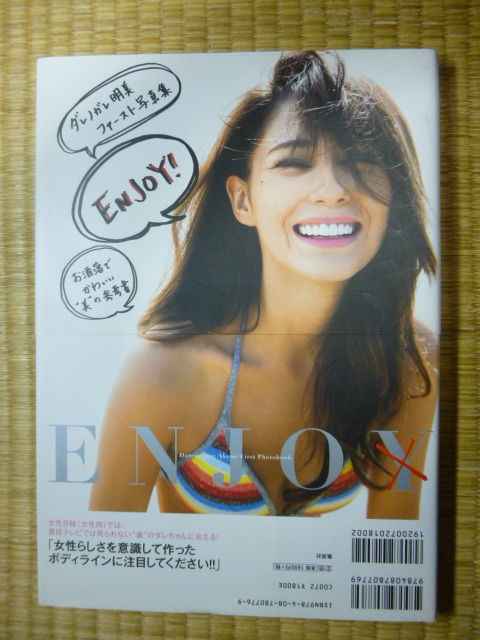 ダレノガレ明美
ファースト写真集
ENJOY!
お洒落で
かわいい
"美"の参考書
ENJOY
Darenogare Akemi First Photobook
女性目線(女性用)では、
普段テレビでは見られない"素"のダレちゃんに会える!
「女性らしさを意識して作った
ボディラインに注目してください!!」
集英社
C0072 ¥1800E
ISBN978-4-08-780776-9
1920072018002
9784087807769